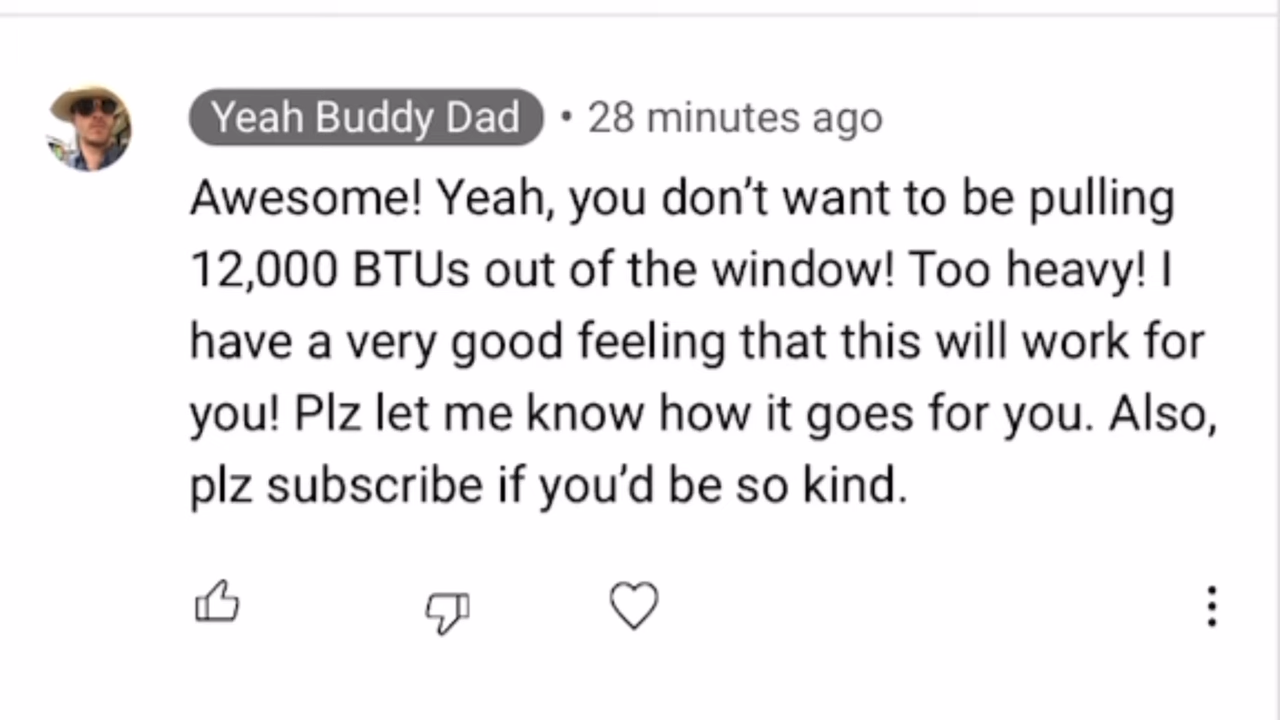 Yeah Buddy Dad • 28 minutes ago
Awesome! Yeah, you don’t want to be pulling
12,000 BTUs out of the window! Too heavy! I
have a very good feeling that this will work for
you! Plz let me know how it goes for you. Also,
plz subscribe if you’d be so kind.